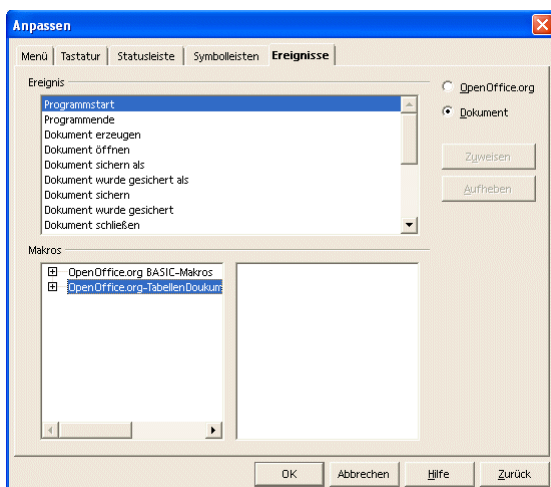 Anpassen
Menü Tastatur Statusleiste Symbolleisten Ereignisse
Ereignis
OpenOffice.org
Programmstart
Programmende
Dokument
Dokument erzeugen
Dokument öffnen
Zuweisen
Dokument sichern als
Dokument wurde gesichert als
Aufheben
Dokument sichern
Dokument wurde gesichert
Dokument schließen
Makros
OpenOffice.org BASIC-Makros
OpenOffice.org-TabellenDoukum
OK Abbrechen Hilfe Zurück